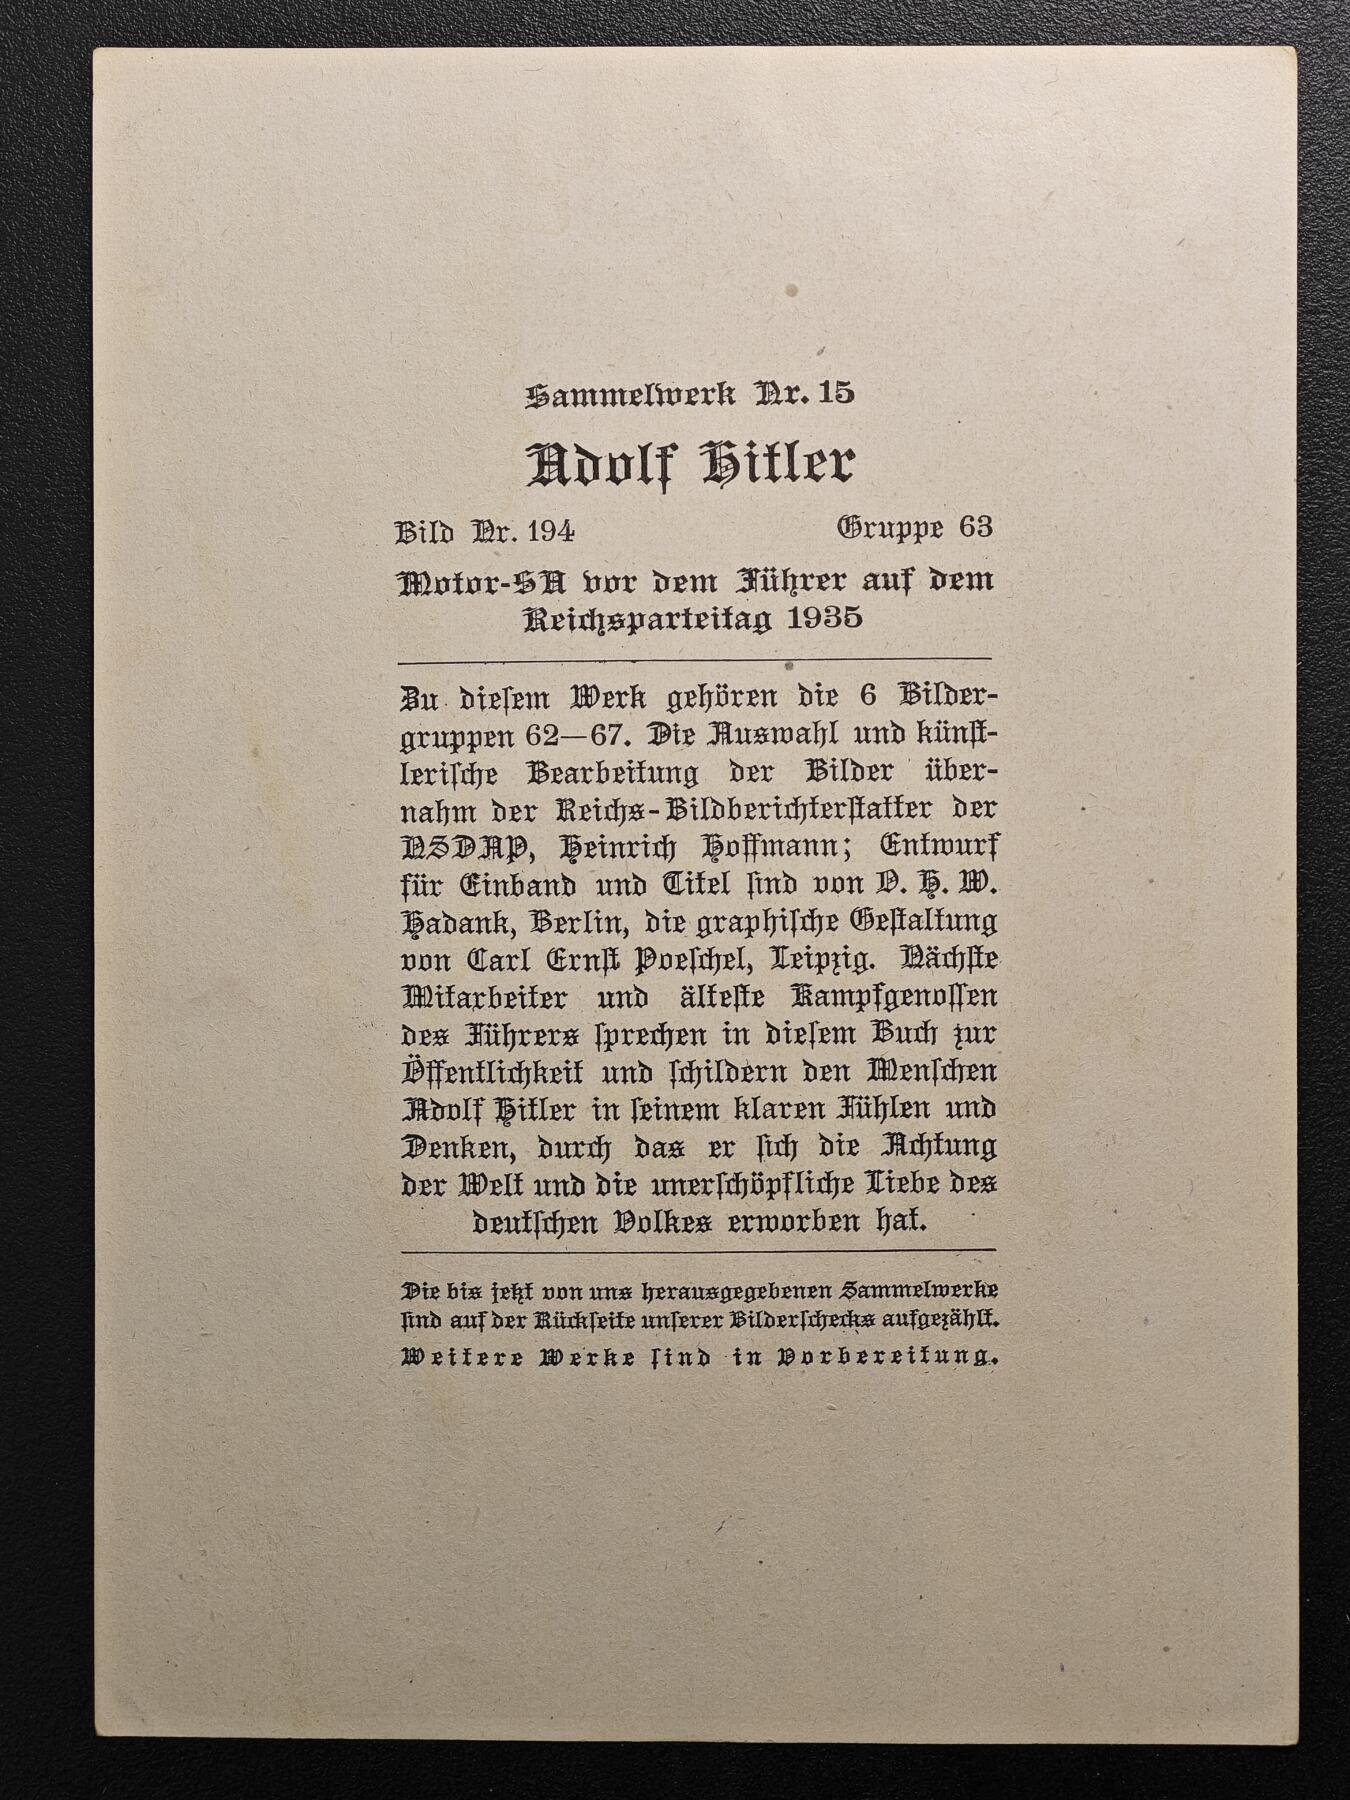 Sammelwerk Nr. 15
Adolf Hitler
Bild Nr. 194 Gruppe 63
Motor-SA vor dem Führer auf dem
Reichsparteitag 1935
Zu dieſem Werk gehören die 6 Bilder-
gruppen 62—67. Die Auswahl und künſt-
leriſche Bearbeitung der Bilder über-
nahm der Reichs-Bildberichterſtatter der
NSDAP, Heinrich Hoffmann; Entwurf
für Einband und Titel ſind von O. H. W.
Hadank, Berlin, die graphiſche Geſtaltung
von Carl Ernſt Poeſchel, Leipzig. Nächſte
Mitarbeiter und älteſte Kampfgenoſſen
des Führers ſprechen in dieſem Buch zur
Öffentlichkeit und ſchildern den Menſchen
Adolf Hitler in ſeinem klaren Fühlen und
Denken, durch das er ſich die Achtung
der Welt und die unerſchöpfliche Liebe des
deutſchen Volkes erworben hat.
Die bis jetzt von uns herausgegebenen Sammelwerke
ſind auf der Rückſeite unſerer Bilderſchecks aufgezählt.
Weitere Werke ſind in Vorbereitung.